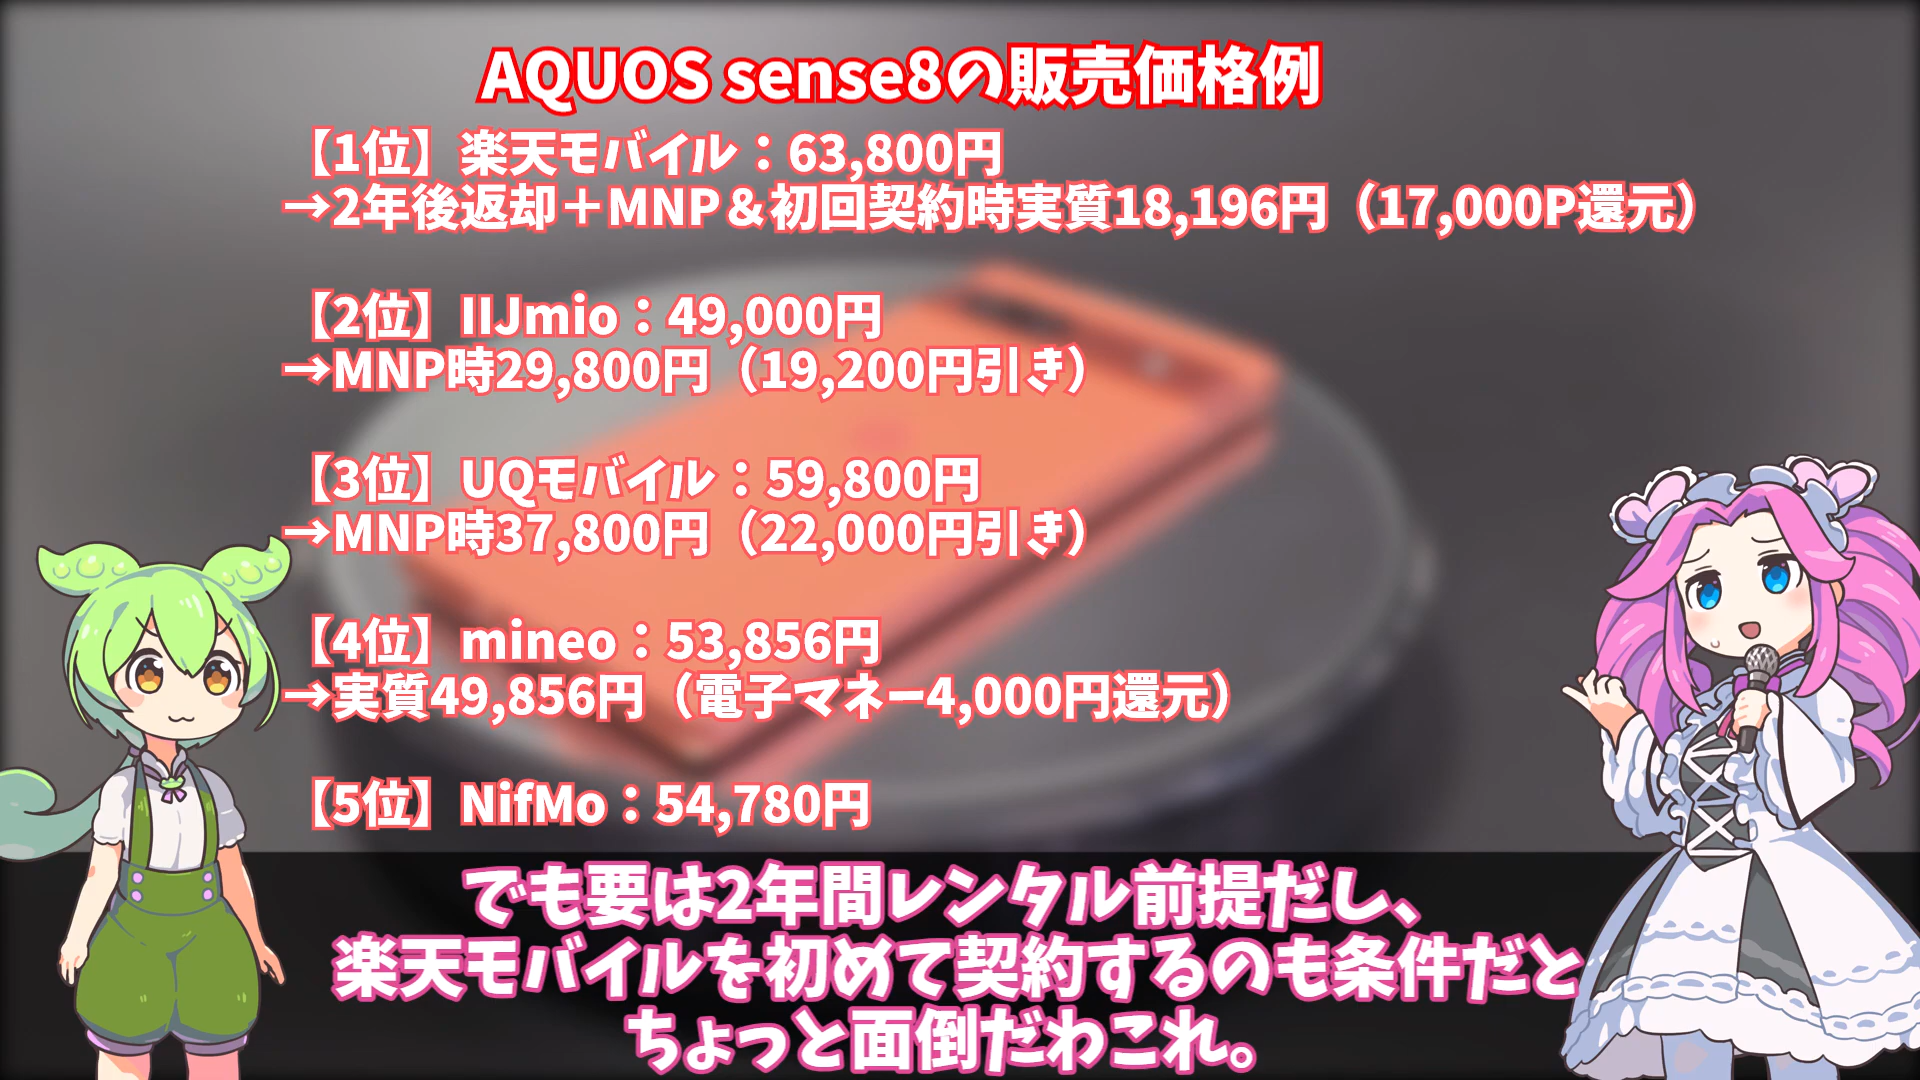 AQUOS sense8の販売価格例
【1位】楽天モバイル：63,800円
→2年後返却＋MNP＆初回契約時実質18,196円（17,000P還元）
【2位】IIJmio：49,000円
→MNP時29,800円（19,200円引き）
【3位】UQモバイル：59,800円
→MNP時37,800円（22,000円引き）
【4位】mineo：53,856円
→実質49,856円（電子マネー4,000円還元）
【5位】NifMo：54,780円
でも要は2年間レンタル前提だし、
楽天モバイルを初めて契約するのも条件だと
ちょっと面倒だわこれ。